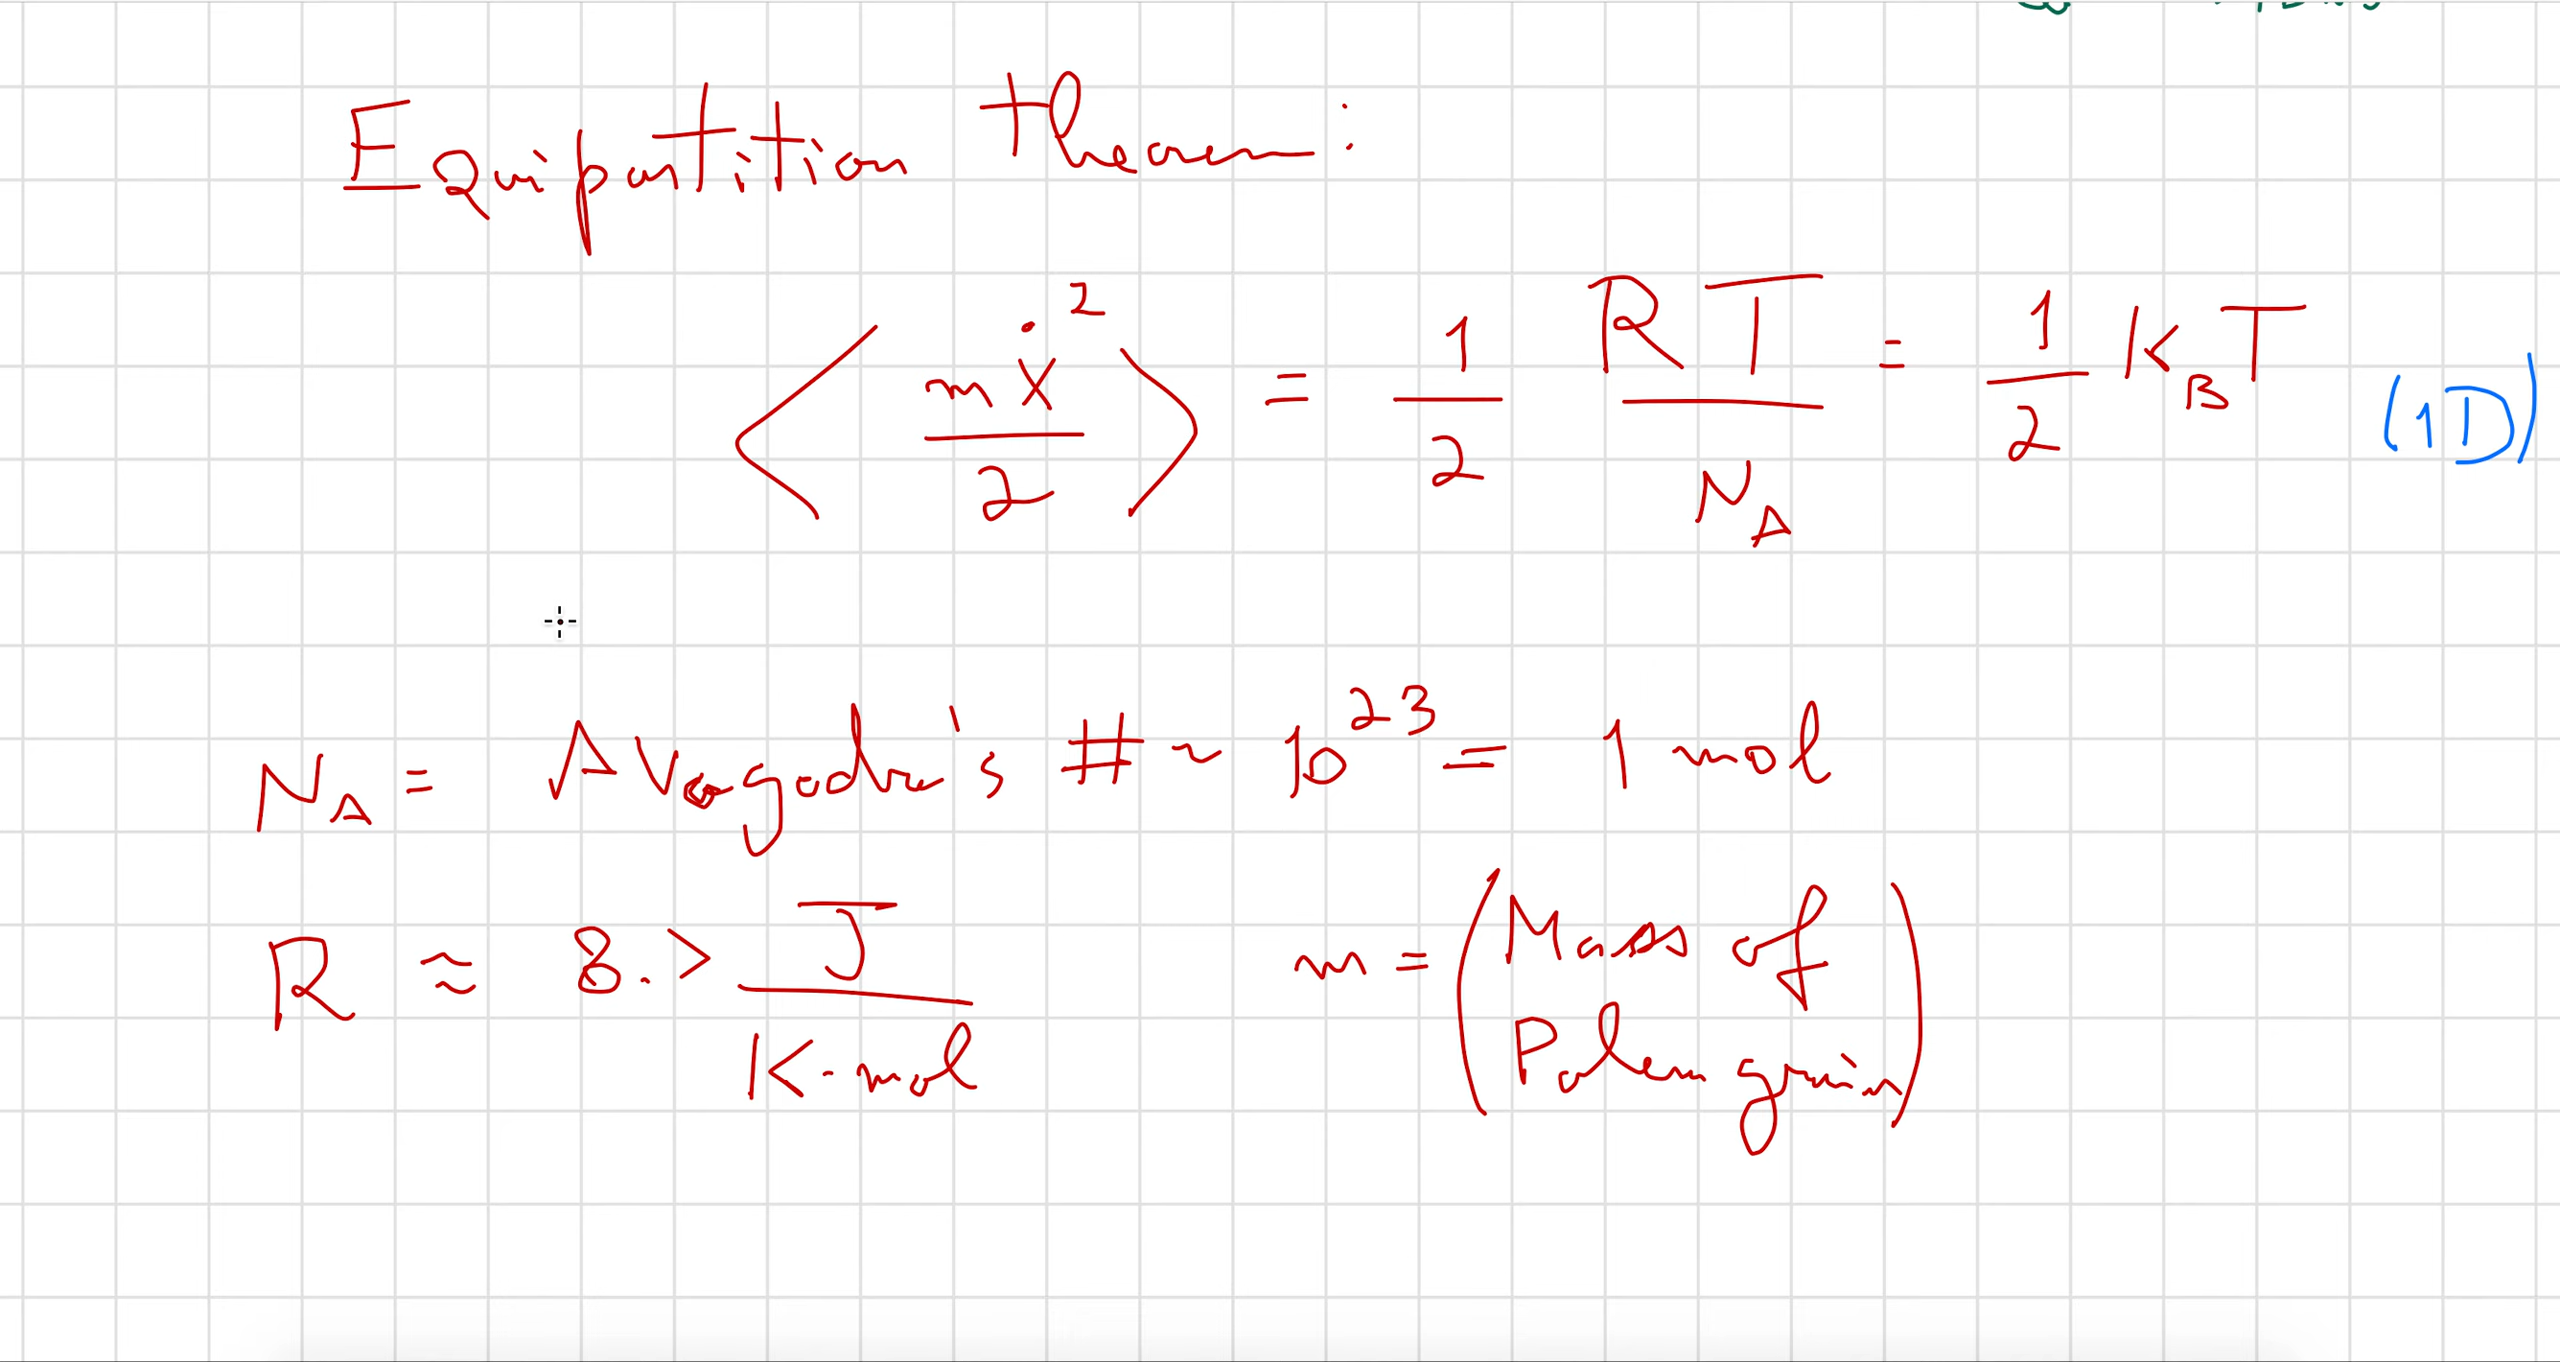 Equipartition theorem:
⟨ mẋ² / 2 ⟩ = 1/2 RT/N_A = 1/2 K_B T (1D)
N_A = Avogadro's # ~ 10²³ = 1 mol
R ≈ 8. J / K-mol
m = (Mass of
Pollen grain)